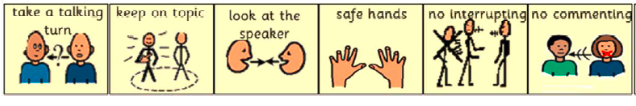 take a talking
turn
keep on topic
look at the
speaker
safe hands
no interrupting
no commenting
?